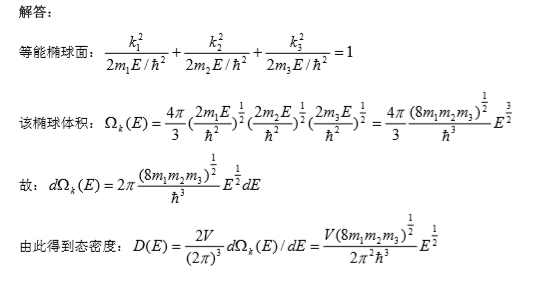 解答：
等能椭球面： \frac{k_1^2}{2m_1E/\hbar^2}+\frac{k_2^2}{2m_2E/\hbar^2}+\frac{k_3^2}{2m_3E/\hbar^2}=1
该椭球体积：\Omega_k(E)=\frac{4\pi}{3}(\frac{2m_1E}{\hbar^2})^{\frac{1}{2}}(\frac{2m_2E}{\hbar^2})^{\frac{1}{2}}(\frac{2m_3E}{\hbar^2})^{\frac{1}{2}}=\frac{4\pi}{3}\frac{(8m_1m_2m_3)^{\frac{1}{2}}}{\hbar^3}E^{\frac{3}{2}}
故：d\Omega_k(E)=2\pi\frac{(8m_1m_2m_3)^{\frac{1}{2}}}{\hbar^3}E^{\frac{1}{2}}dE
由此得到态密度：D(E)=\frac{2V}{(2\pi)^3}d\Omega_k(E)/dE=\frac{V(8m_1m_2m_3)^{\frac{1}{2}}}{2\pi^2\hbar^3}E^{\frac{1}{2}}